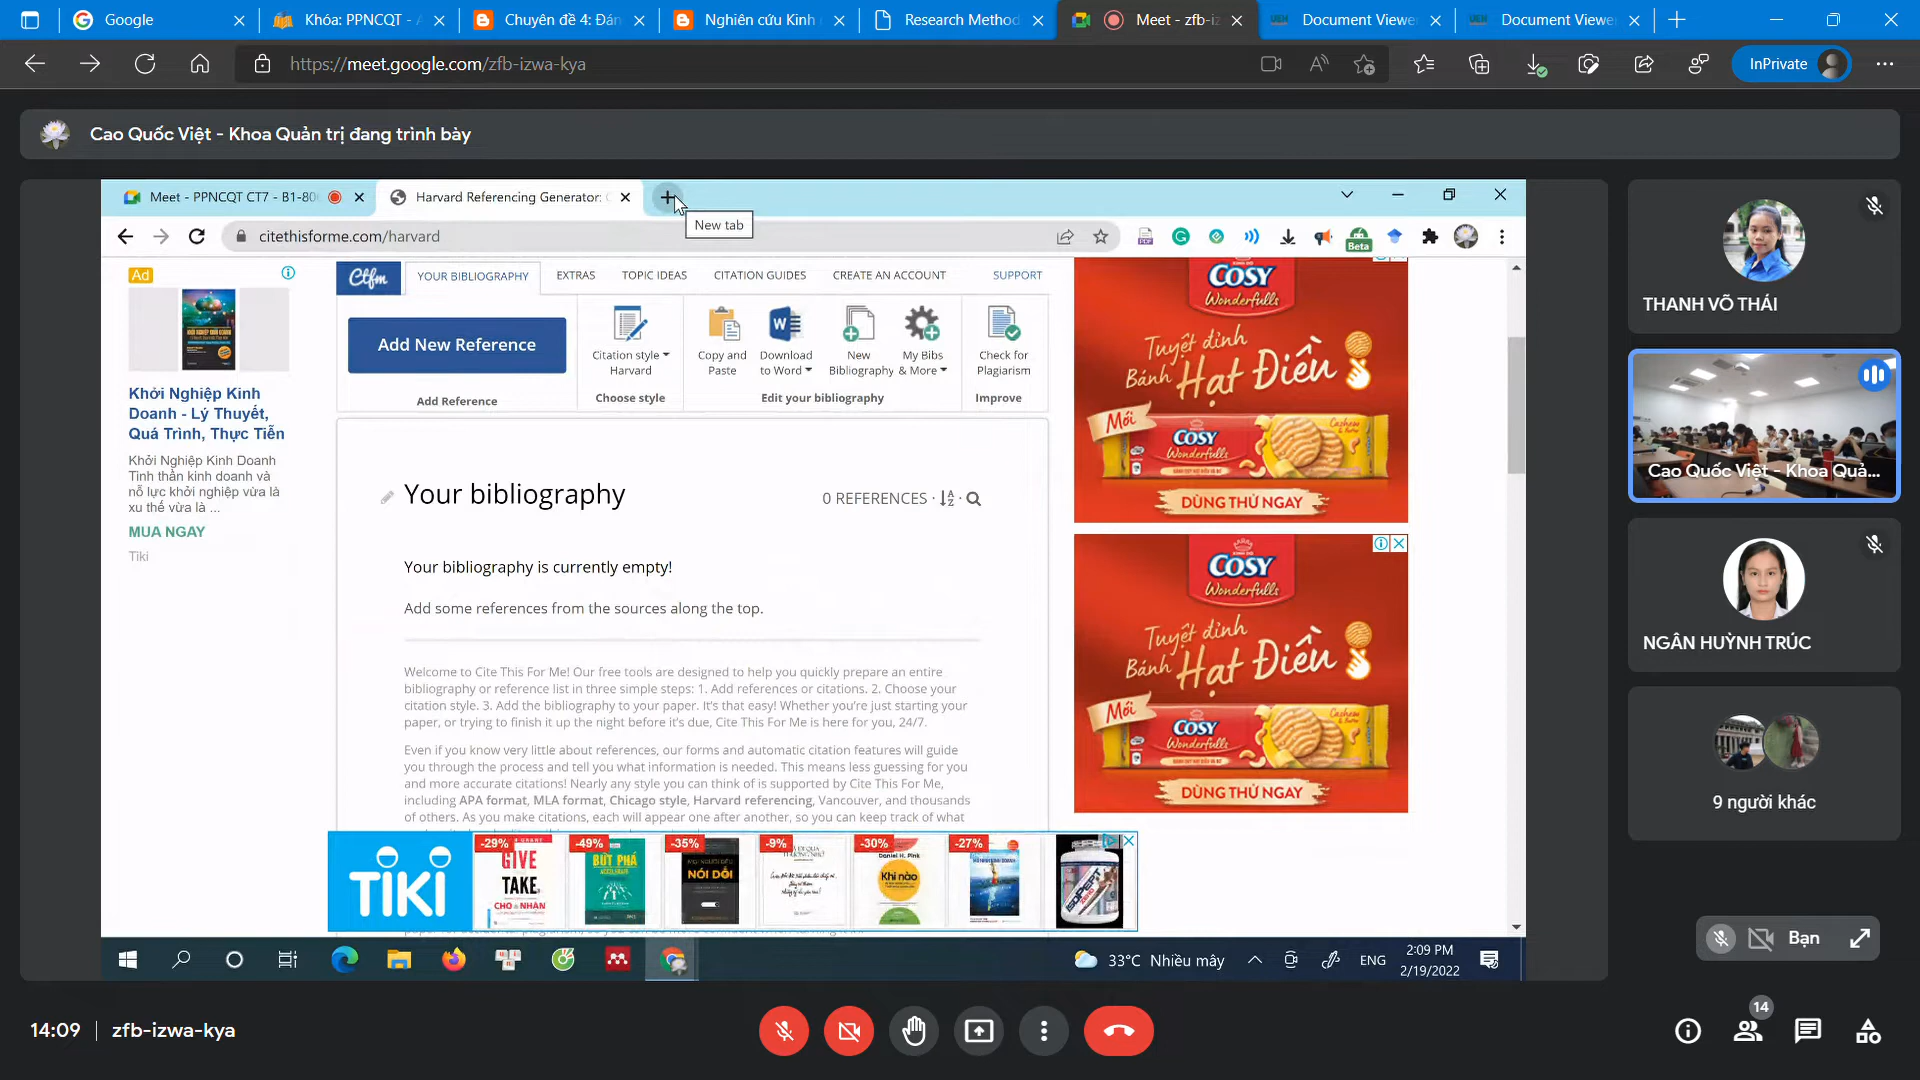 Google
Khóa: PPNCQT - A
Chuyên đề 4: Đán
Nghiên cứu Kinh
Research Method
Meet - zfb-iz
Document Viewe
Document Viewe
https://meet.google.com/zfb-izwa-kya
InPrivate
Cao Quốc Việt - Khoa Quản trị đang trình bày
Meet - PPNCQT CT7 - B1-80
Harvard Referencing Generator: C
New tab
citethisforme.com/harvard
Beta
Ad
Khởi Nghiệp Kinh
Doanh - Lý Thuyết,
Quá Trình, Thực Tiễn
Khởi Nghiệp Kinh Doanh
Tinh thần kinh doanh và
nỗ lực khởi nghiệp vừa là
xu thế vừa là ...
MUA NGAY
Tiki
Ctfm
YOUR BIBLIOGRAPHY
EXTRAS
TOPIC IDEAS
CITATION GUIDES
CREATE AN ACCOUNT
SUPPORT
Add New Reference
Add Reference
Citation style
Harvard
Choose style
Copy and
Paste
Download
to Word
New
Bibliography
My Bibs
& More
Edit your bibliography
Check for
Plagiarism
Improve
Your bibliography
0 REFERENCES ·
Your bibliography is currently empty!
Add some references from the sources along the top.
Welcome to Cite This For Me! Our free tools are designed to help you quickly prepare an entire
bibliography or reference list in three simple steps: 1. Add references or citations. 2. Choose your
citation style. 3. Add the bibliography to your paper. It's that easy! Whether you're just starting your
paper, or trying to finish it up the night before it's due, Cite This For Me is here for you, 24/7.
Even if you know very little about references, our forms and automatic citation features will guide
you through the process and tell you what information is needed. This means less guessing for you
and more accurate citations! Nearly any style you can think of is supported by Cite This For Me,
including APA format, MLA format, Chicago style, Harvard referencing, Vancouver, and thousands
of others. As you make citations, each will appear one after another, so you can keep track of what
COSY
Wonderfulls
Tuyệt đỉnh
Bánh Hạt Điều
Mới
COSY
Wonderfulls
DÙNG THỬ NGAY
COSY
Wonderfulls
Tuyệt đỉnh
Bánh Hạt Điều
Mới
COSY
Wonderfulls
DÙNG THỬ NGAY
TIKI
-29%
GIVE
TAKE
CHO & NHẬN
-49%
BỨT PHÁ
-35%
NÓI DỐI
-9%
-30%
Daniel H. Pink
Khi nào
-27%
ISOPEPT
33°C Nhiều mây
ENG
2:09 PM
2/19/2022
THANH VÕ THÁI
Cao Quốc Việt - Khoa Quả...
NGÂN HUỲNH TRÚC
9 người khác
Bạn
14:09
zfb-izwa-kya
14